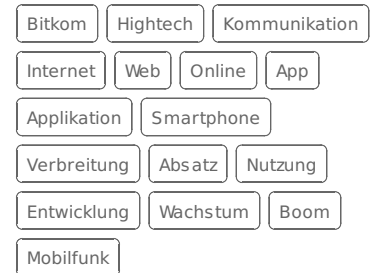 Bitkom Hightech Kommunikation
Internet Web Online App
Applikation Smartphone
Verbreitung Absatz Nutzung
Entwicklung Wachstum Boom
Mobilfunk